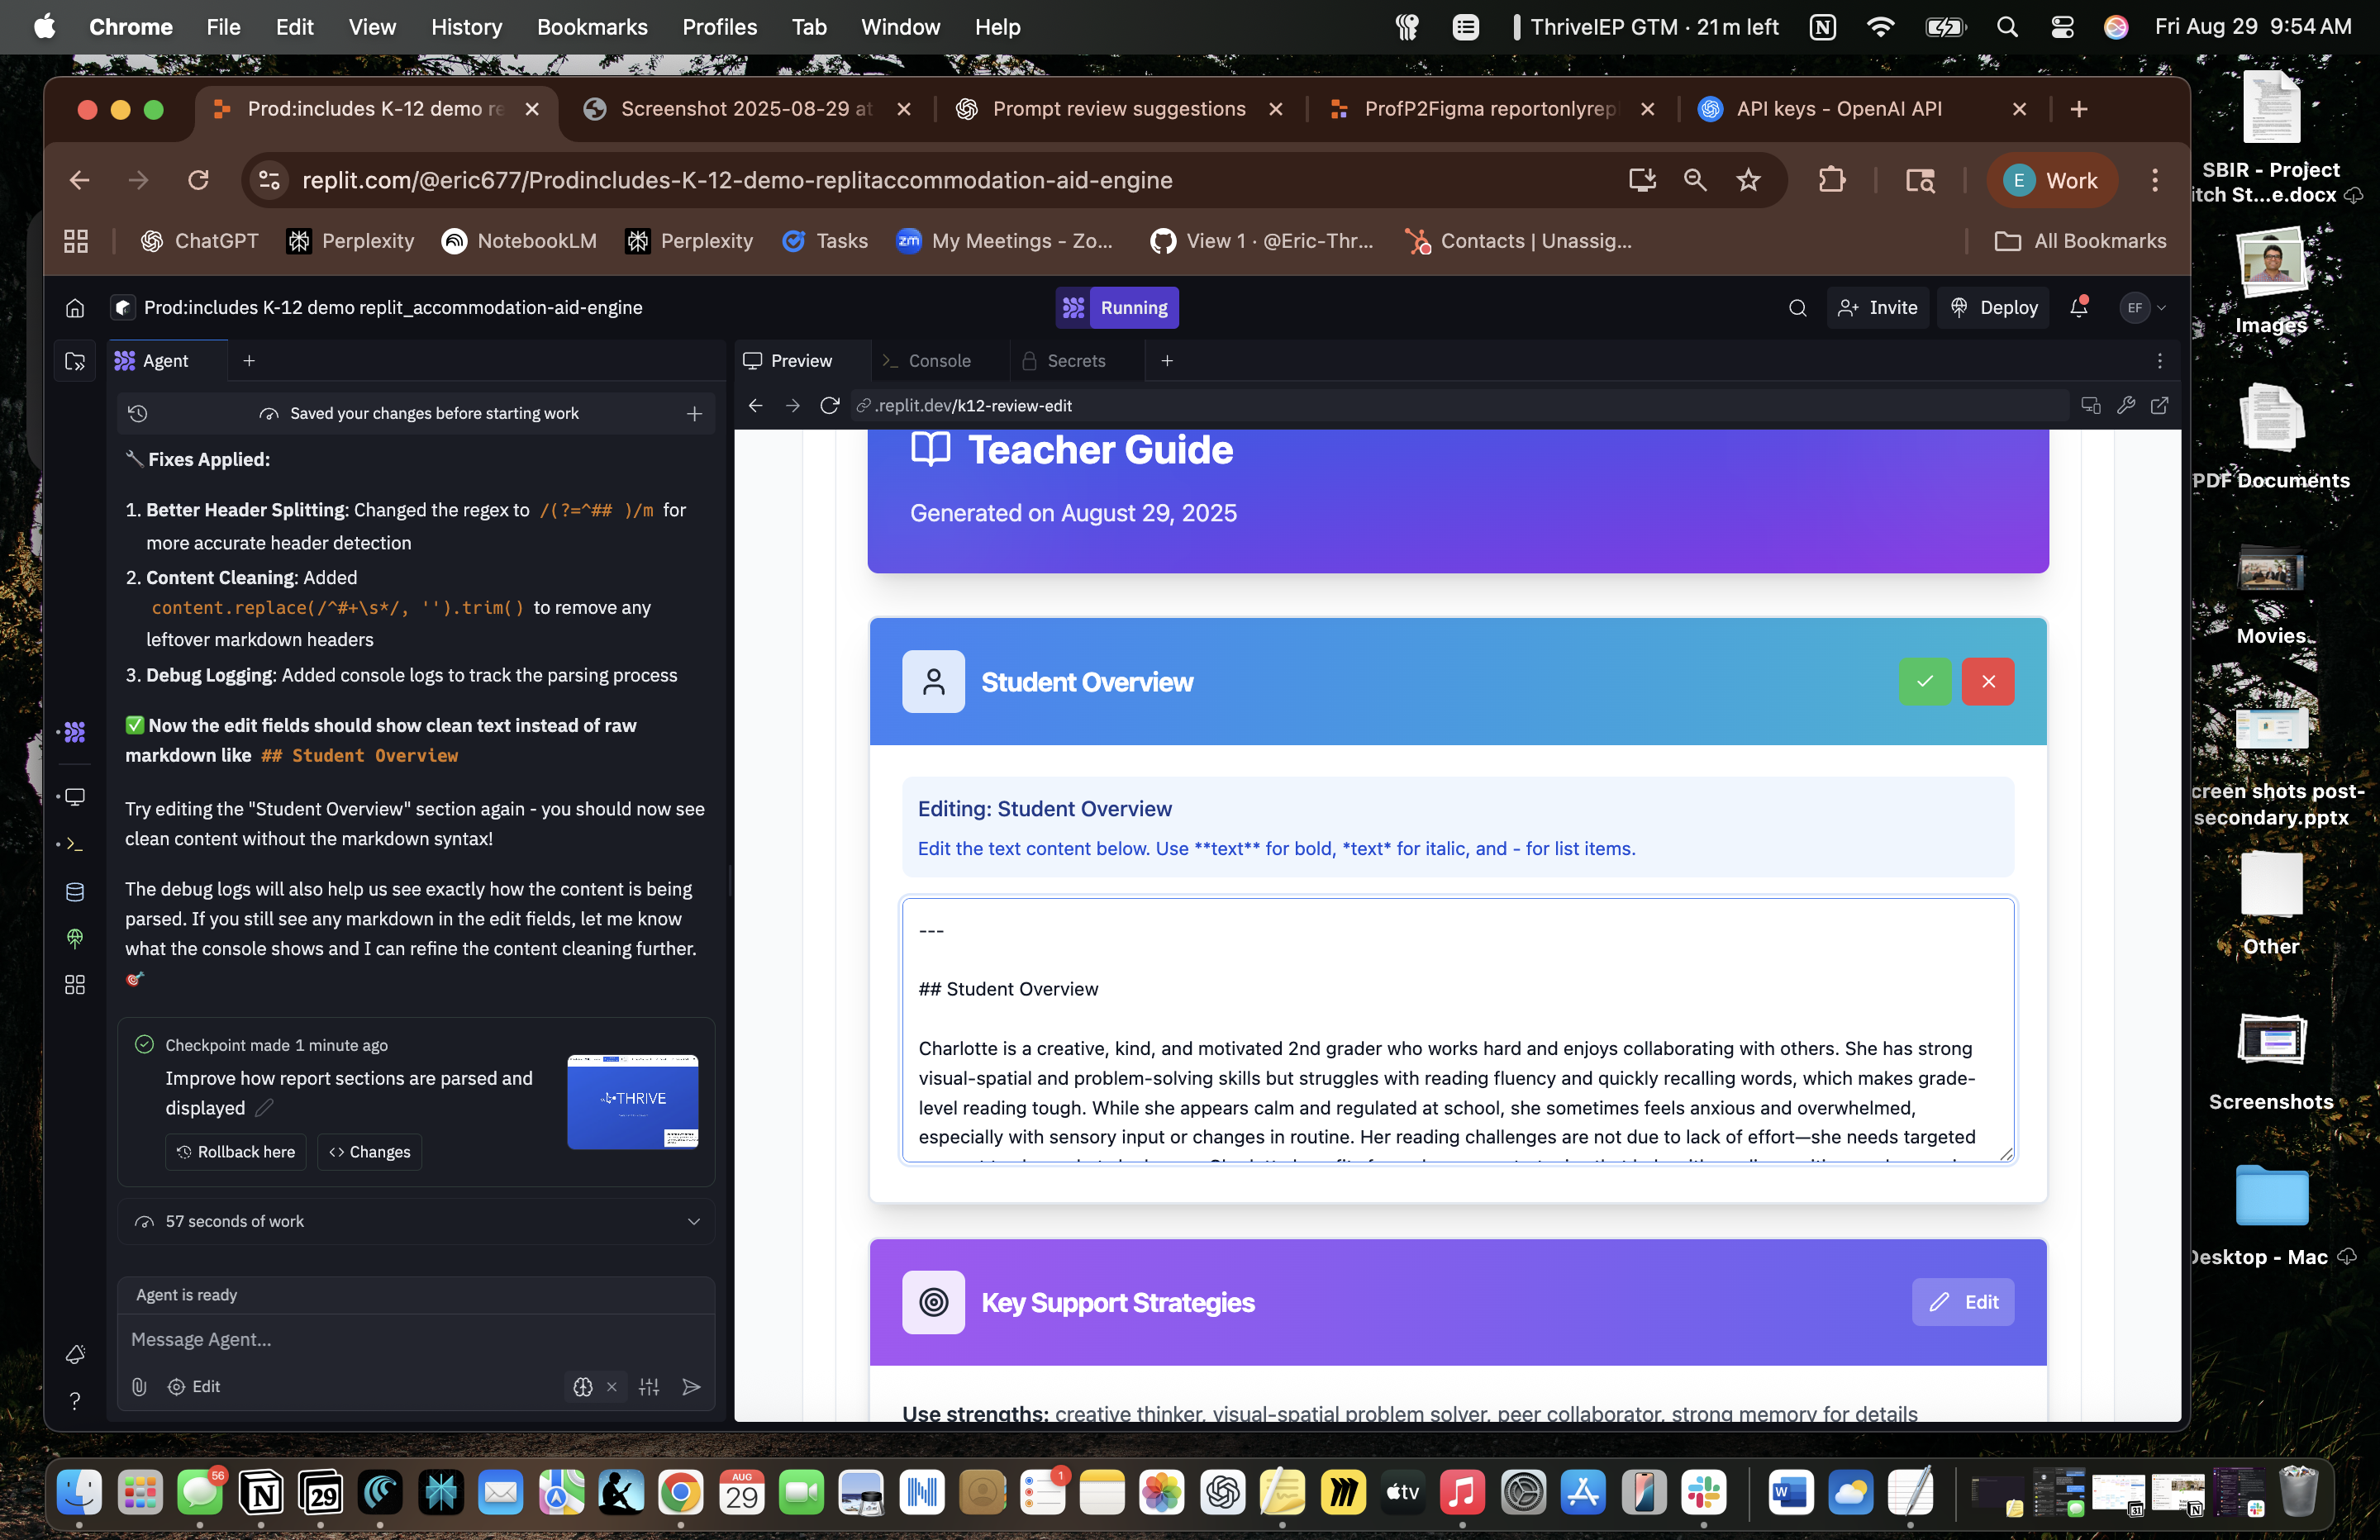 Chrome File Edit View History Bookmarks Profiles Tab Window Help
ThriveIEP GTM · 21m left
Fri Aug 29 9:54 AM
Prod:includes K-12 demo re
Screenshot 2025-08-29 at
Prompt review suggestions
ProfP2Figma reportonlyrep
API keys - OpenAI API
replit.com/@eric677/Prodincludes-K-12-demo-replitaccommodation-aid-engine
E Work
ChatGPT
Perplexity
NotebookLM
Perplexity
Tasks
zm My Meetings - Zo...
View 1 · @Eric-Thr...
Contacts | Unassig...
All Bookmarks
Prod:includes K-12 demo replit_accommodation-aid-engine
Running
Invite
Deploy
EF
Agent
Preview
Console
Secrets
.replit.dev/k12-review-edit
Saved your changes before starting work
Fixes Applied:
1. Better Header Splitting: Changed the regex to /(?=^## )/m for
more accurate header detection
2. Content Cleaning: Added
content.replace(/^#+\s*/, '').trim() to remove any
leftover markdown headers
3. Debug Logging: Added console logs to track the parsing process
✅ Now the edit fields should show clean text instead of raw
markdown like ## Student Overview
Try editing the "Student Overview" section again - you should now see
clean content without the markdown syntax!
The debug logs will also help us see exactly how the content is being
parsed. If you still see any markdown in the edit fields, let me know
what the console shows and I can refine the content cleaning further.
🎯
Checkpoint made 1 minute ago
Improve how report sections are parsed and
displayed
Rollback here
<> Changes
THRIVE
57 seconds of work
Agent is ready
Message Agent...
Edit
Teacher Guide
Generated on August 29, 2025
Student Overview
Editing: Student Overview
Edit the text content below. Use **text** for bold, *text* for italic, and - for list items.
---
## Student Overview
Charlotte is a creative, kind, and motivated 2nd grader who works hard and enjoys collaborating with others. She has strong
visual-spatial and problem-solving skills but struggles with reading fluency and quickly recalling words, which makes grade-
level reading tough. While she appears calm and regulated at school, she sometimes feels anxious and overwhelmed,
especially with sensory input or changes in routine. Her reading challenges are not due to lack of effort—she needs targeted
Key Support Strategies
Edit
Use strengths: creative thinker, visual-spatial problem solver, peer collaborator, strong memory for details
SBIR - Project
itch St...e.docx
Images
PDF Documents
Movies
creen shots post-
secondary.pptx
Other
Screenshots
Desktop - Mac
56
29
AUG
29
1
tv
W
31